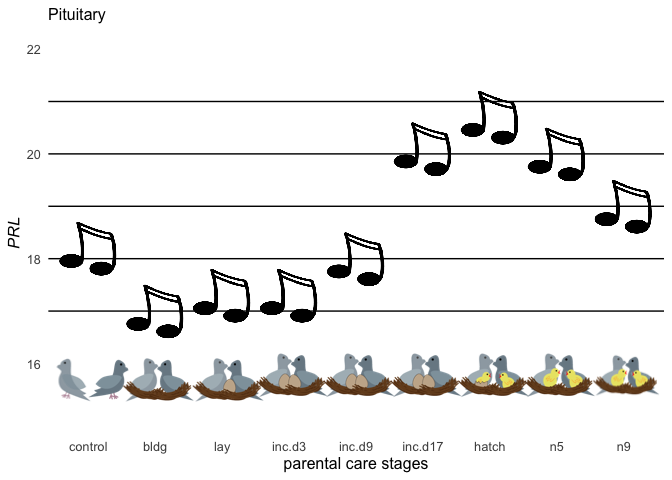 Pituitary
22
20
18
16
PRL
control bldg lay inc.d3 inc.d9 inc.d17 hatch n5 n9
parental care stages